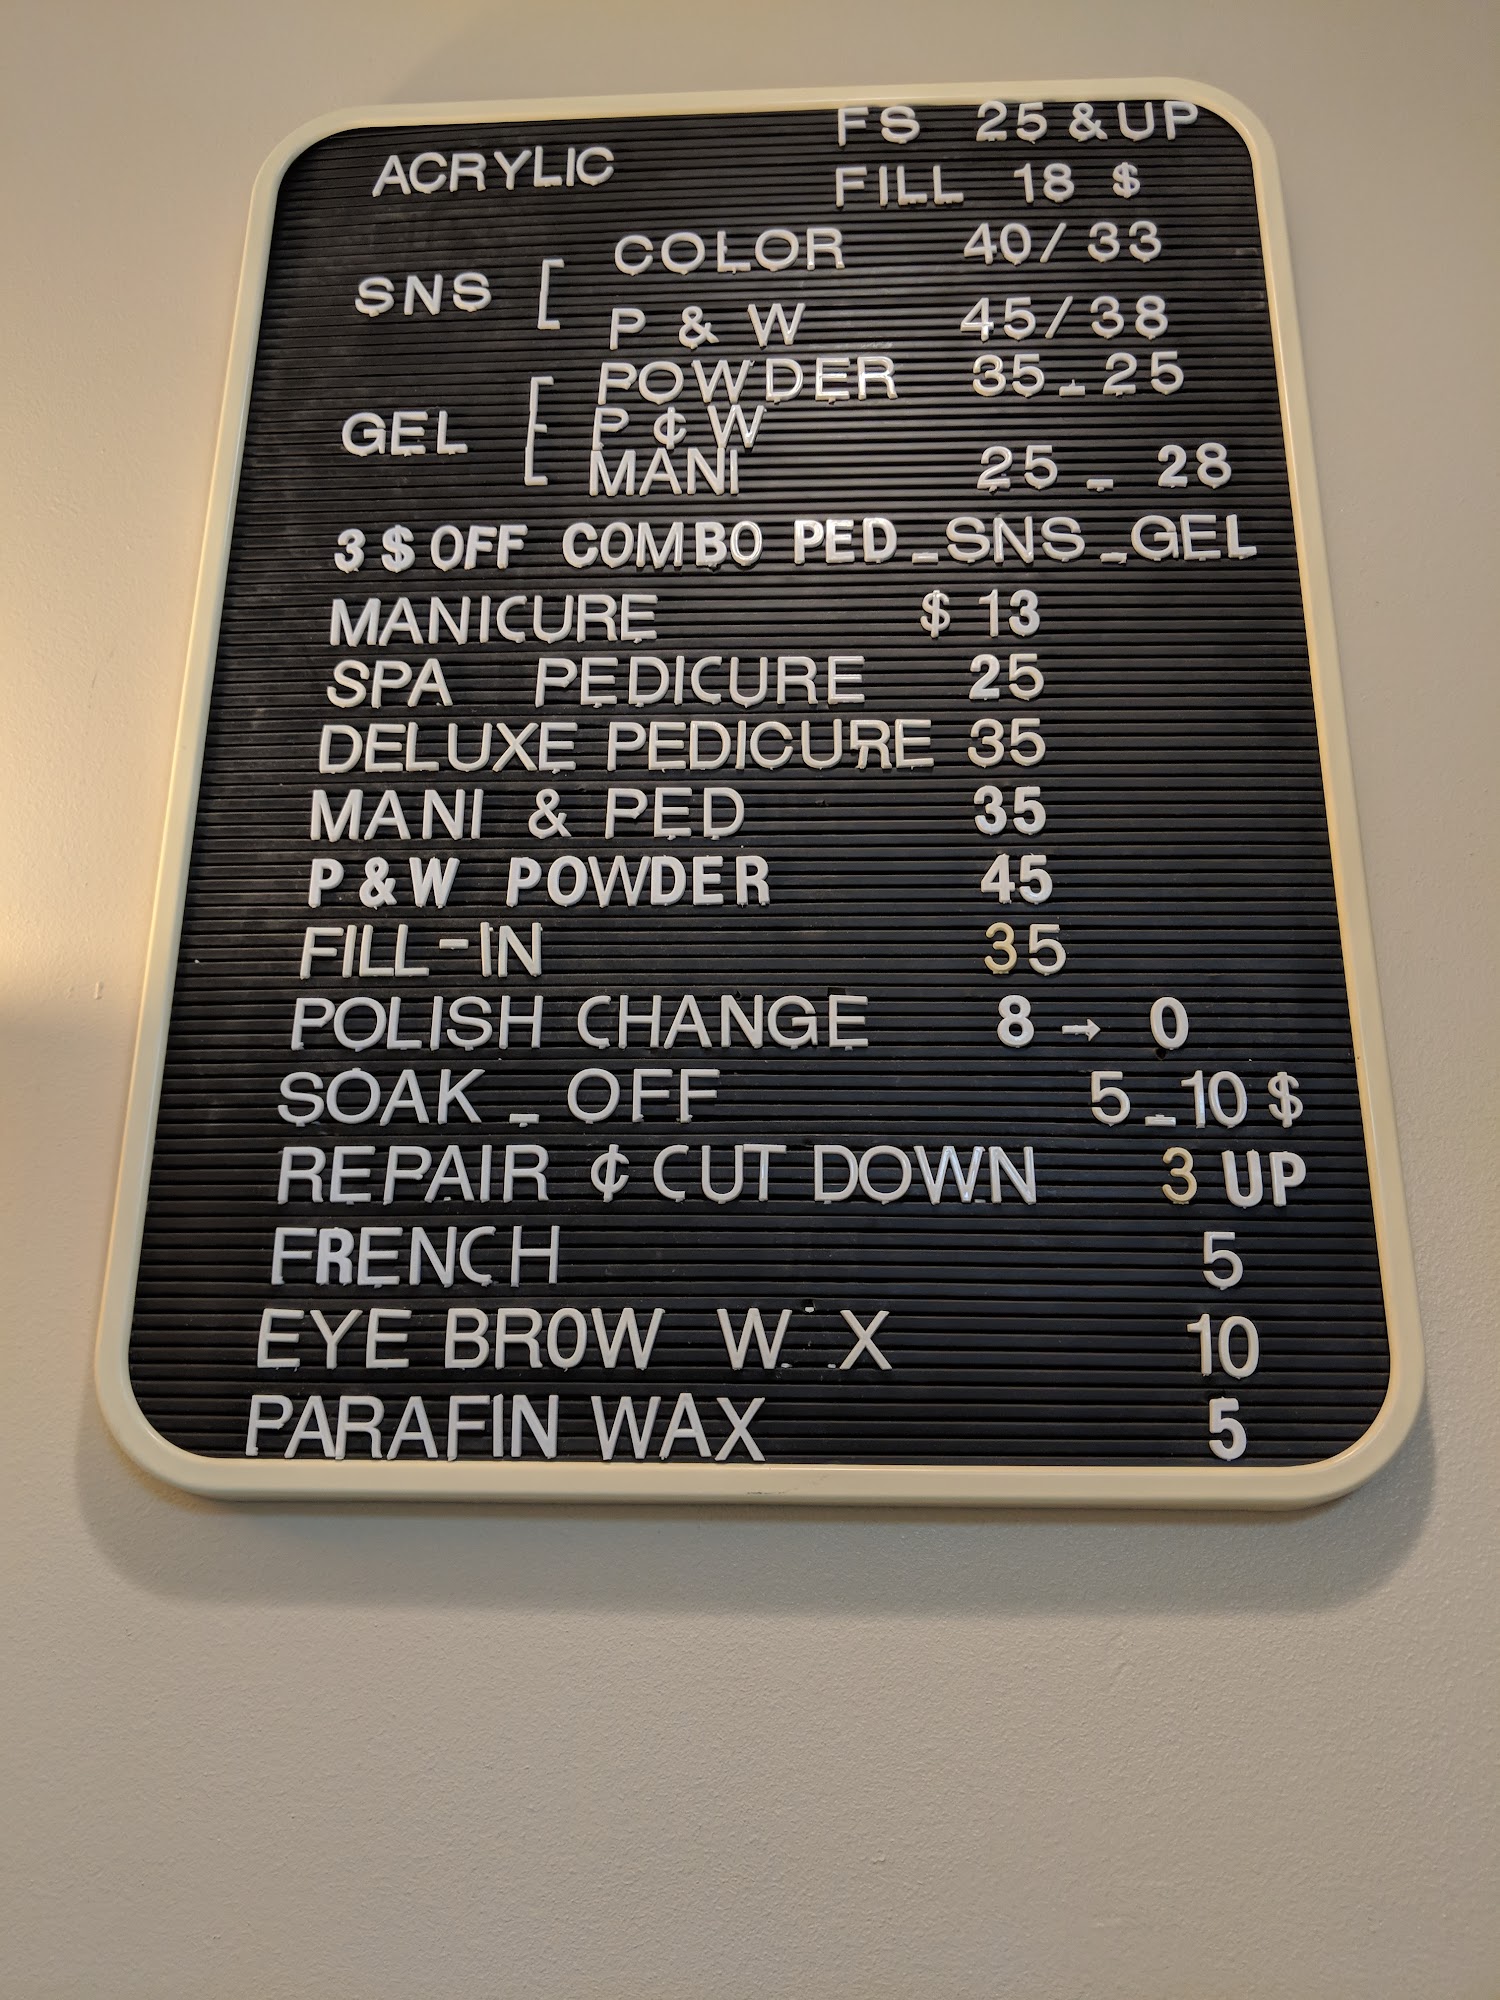 FS 25 & UP
ACRYLIC
FILL 18 $
COLOR 40/33
SNS [
P & W 45/38
POWDER 35_25
GEL [ P ¢ W
MANI 25 _ 28
3 $ OFF COMBO PED_SNS_GEL
MANICURE $ 13
SPA PEDICURE 25
DELUXE PEDICURE 35
MANI & PED 35
P&W POWDER 45
FILL-IN 35
POLISH CHANGE 8 → 0
SOAK _ OFF 5_10 $
REPAIR ¢ CUT DOWN 3 UP
FRENCH 5
EYE BROW W X 10
PARAFIN WAX 5